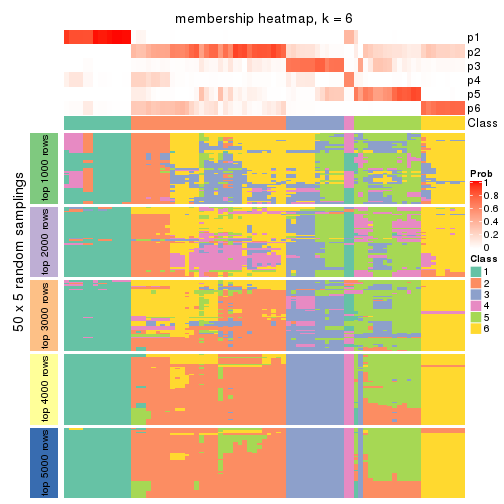 membership heatmap, k = 6
p1
p2
p3
p4
p5
p6
Class
50 x 5 random samplings
top 1000 rows
top 2000 rows
top 3000 rows
top 4000 rows
top 5000 rows
Prob
1
0.8
0.6
0.4
0.2
0
Class
1
2
3
4
5
6